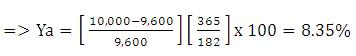 => Ya = [10,000−9,600 / 9,600] [365 / 182] x 100 = 8.35%